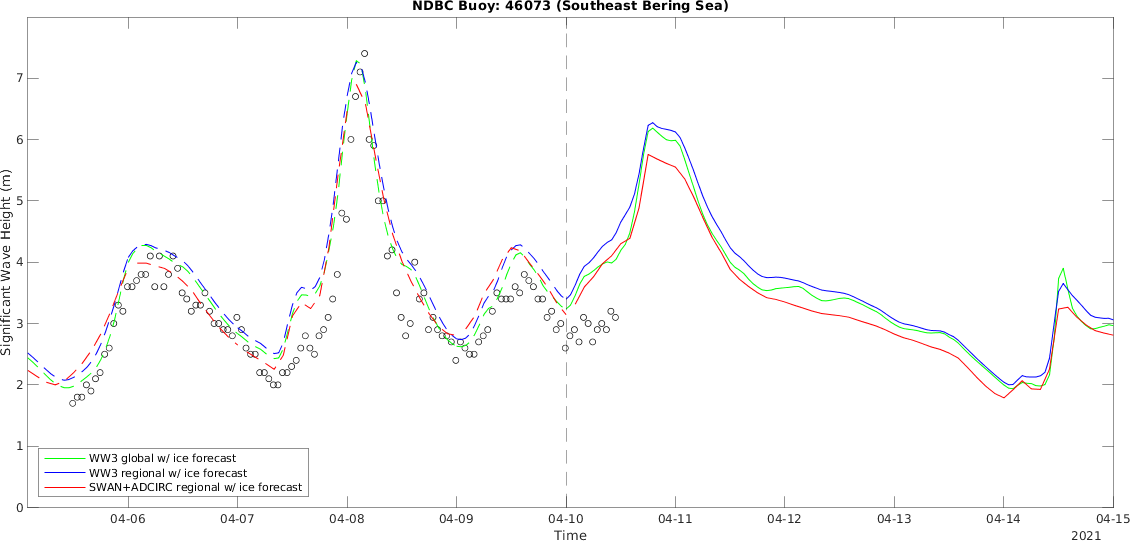 NDBC Buoy: 46073 (Southeast Bering Sea)
Significant Wave Height (m)
7
6
5
4
3
2
1
0
WW3 global w/ ice forecast
WW3 regional w/ ice forecast
SWAN+ADCIRC regional w/ ice forecast
04-06 04-07 04-08 04-09 04-10 04-11 04-12 04-13 04-14 04-15
Time
2021